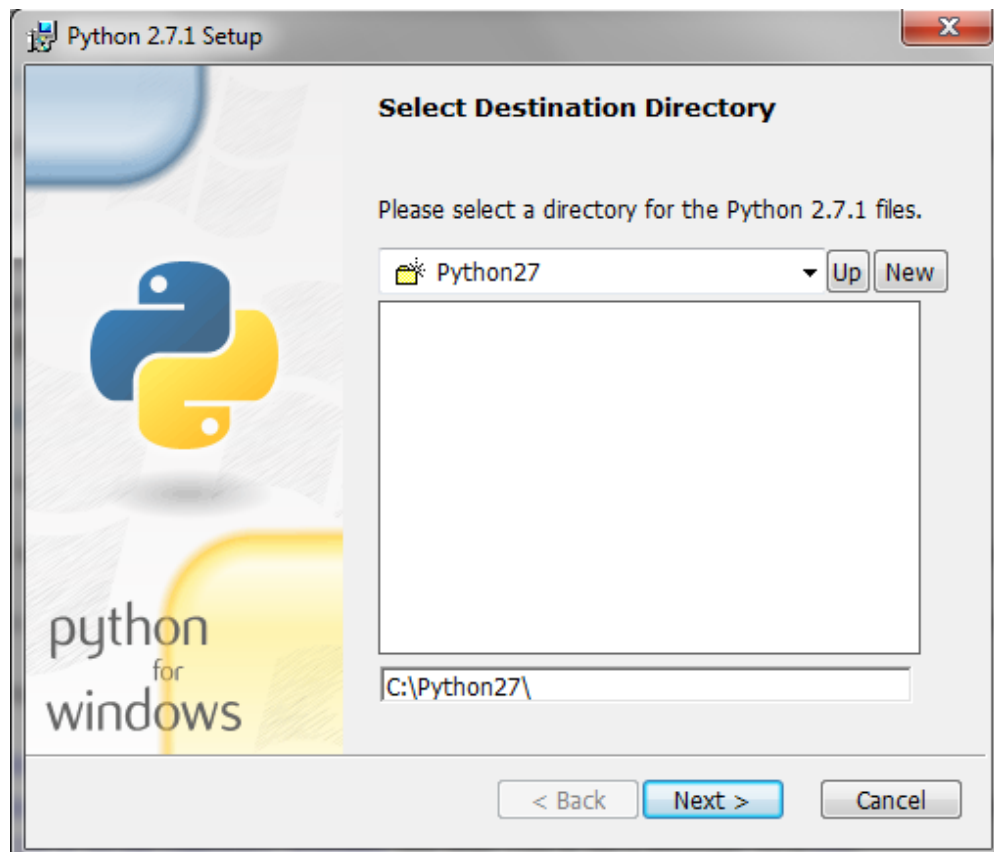 Python 2.7.1 Setup
Select Destination Directory
Please select a directory for the Python 2.7.1 files.
Python27
Up New
C:\Python27\
python
for
windows
< Back Next > Cancel